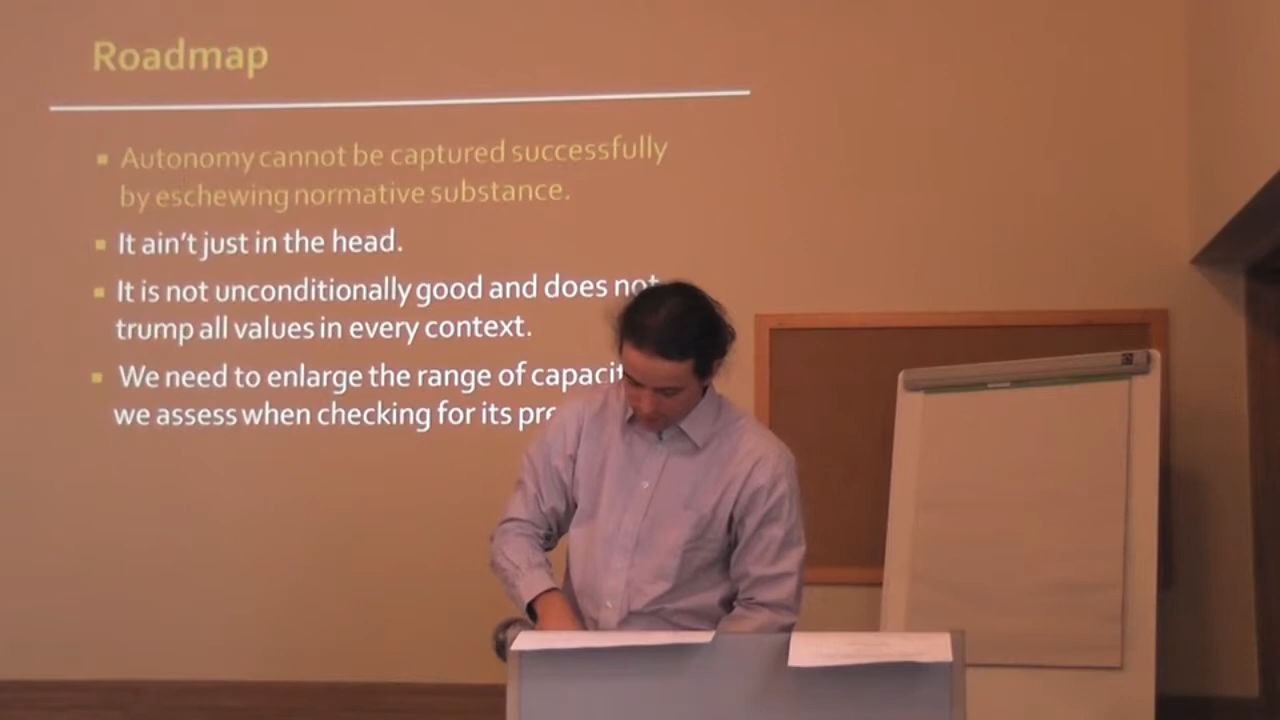 Roadmap
Autonomy cannot be captured successfully
by eschewing normative substance.
It ain't just in the head.
It is not unconditionally good and does not
trump all values in every context.
We need to enlarge the range of
we assess when checking for its